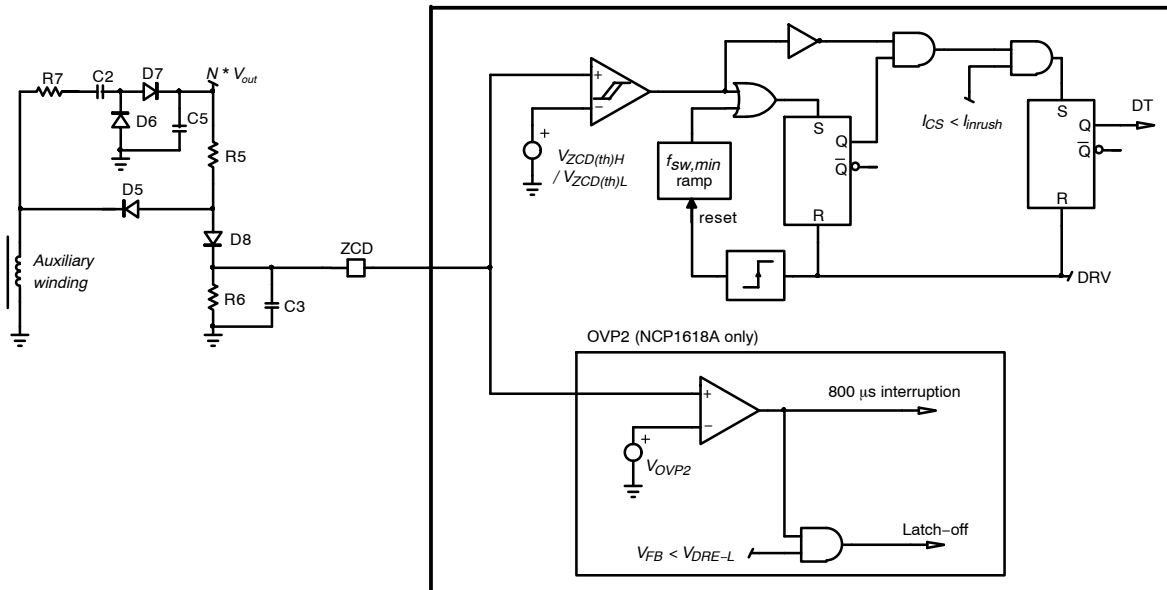 R7
C2
D7
N * Vout
D6
C5
R5
D5
D8
Auxiliary
winding
R6
C3
ZCD
+
−
+
VZCD(th)H
/ VZCD(th)L
fsw,min
ramp
reset
S
Q
Q̅
R
ICS < Iinrush
S
Q
Q̅
R
DT
DRV
OVP2 (NCP1618A only)
+
−
+
VOVP2
800 µs interruption
VFB < VDRE−L
Latch−off